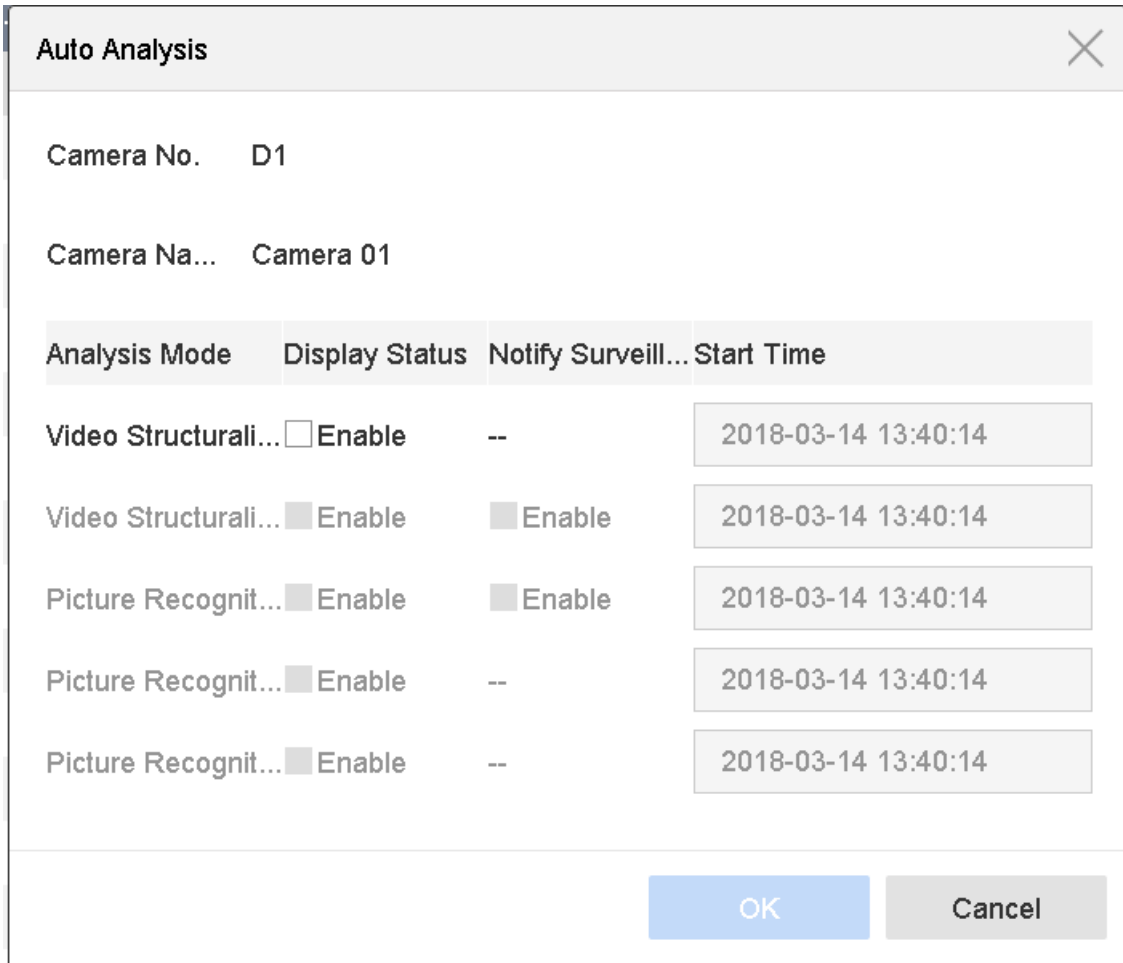 Auto Analysis
Camera No. D1
Camera Na... Camera 01
Analysis Mode Display Status Notify Surveill... Start Time
Video Structurali... Enable -- 2018-03-14 13:40:14
Video Structurali... Enable Enable 2018-03-14 13:40:14
Picture Recognit... Enable Enable 2018-03-14 13:40:14
Picture Recognit... Enable -- 2018-03-14 13:40:14
Picture Recognit... Enable -- 2018-03-14 13:40:14
OK Cancel